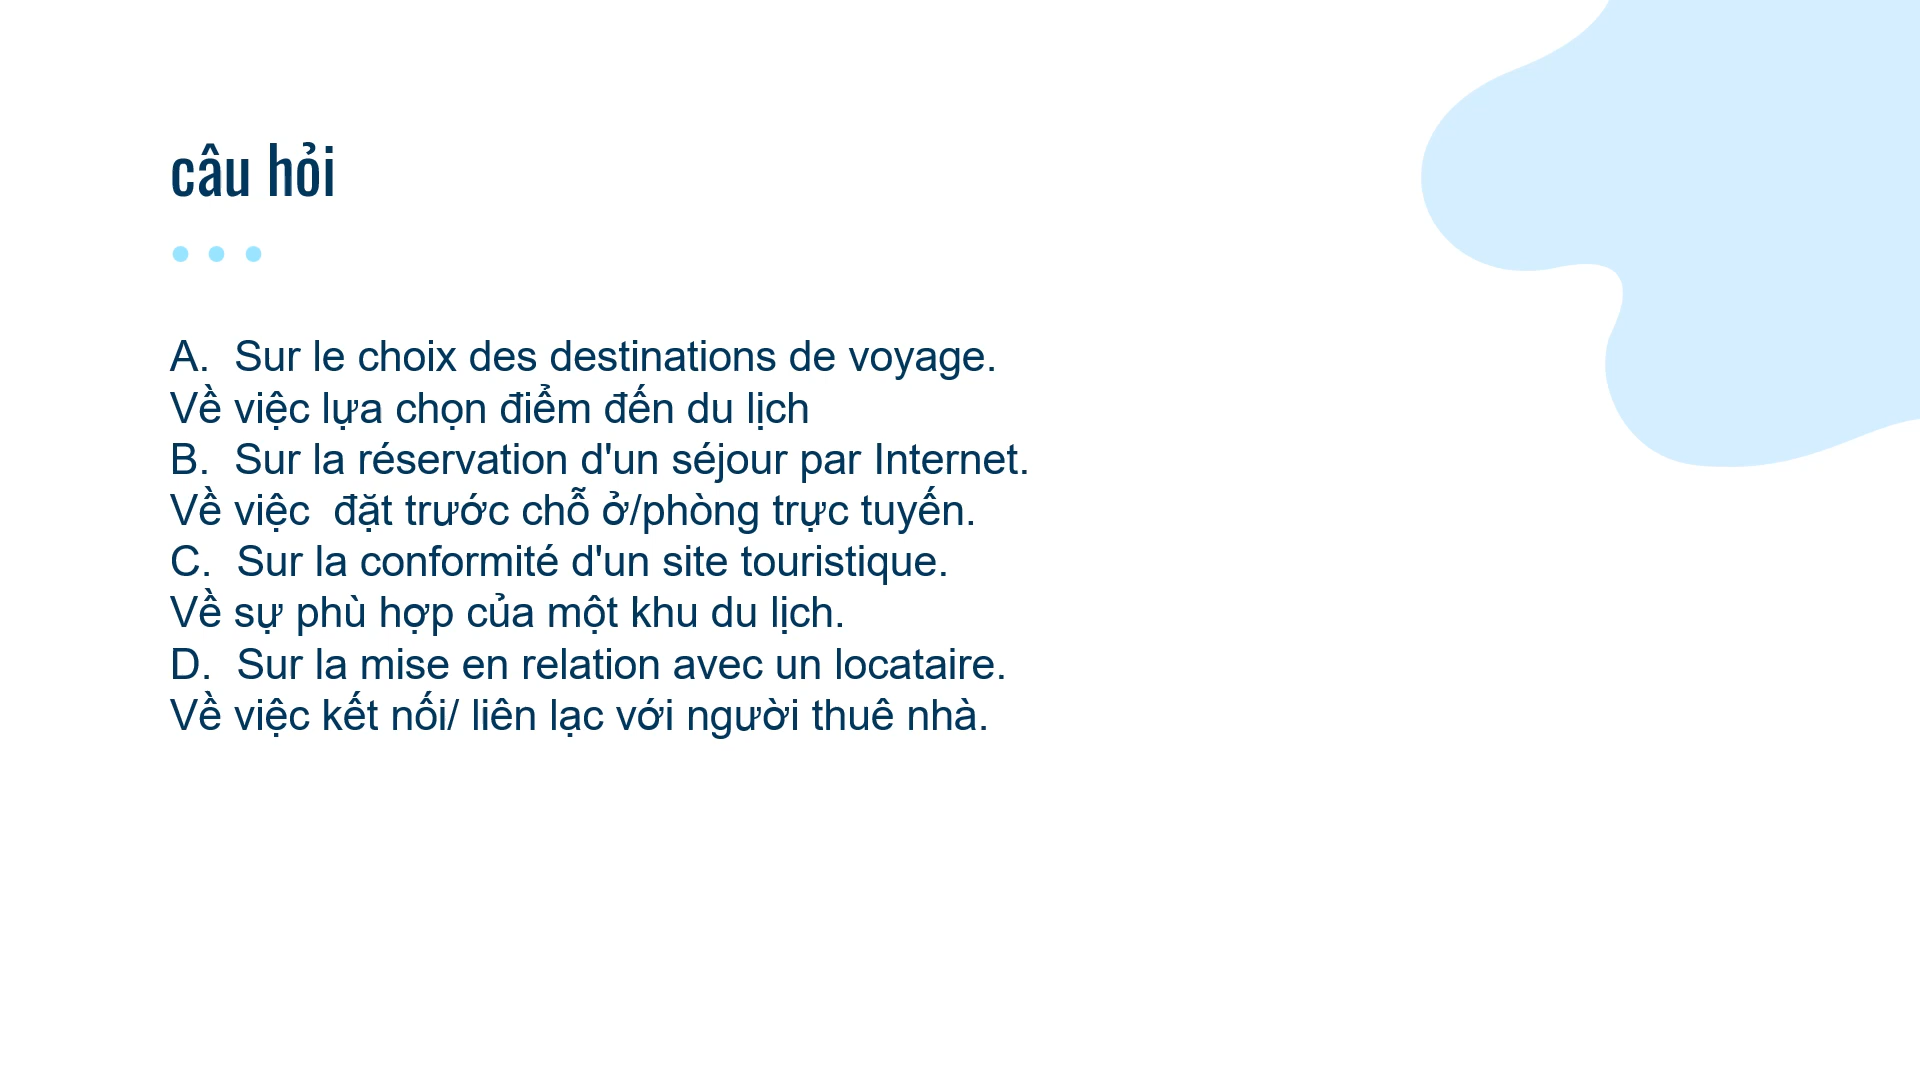 câu hỏi
A.  Sur le choix des destinations de voyage.
Về việc lựa chọn điểm đến du lịch
B.  Sur la réservation d'un séjour par Internet.
Về việc  đặt trước chỗ ở/phòng trực tuyến.
C.  Sur la conformité d'un site touristique.
Về sự phù hợp của một khu du lịch.
D.  Sur la mise en relation avec un locataire.
Về việc kết nối/ liên lạc với người thuê nhà.